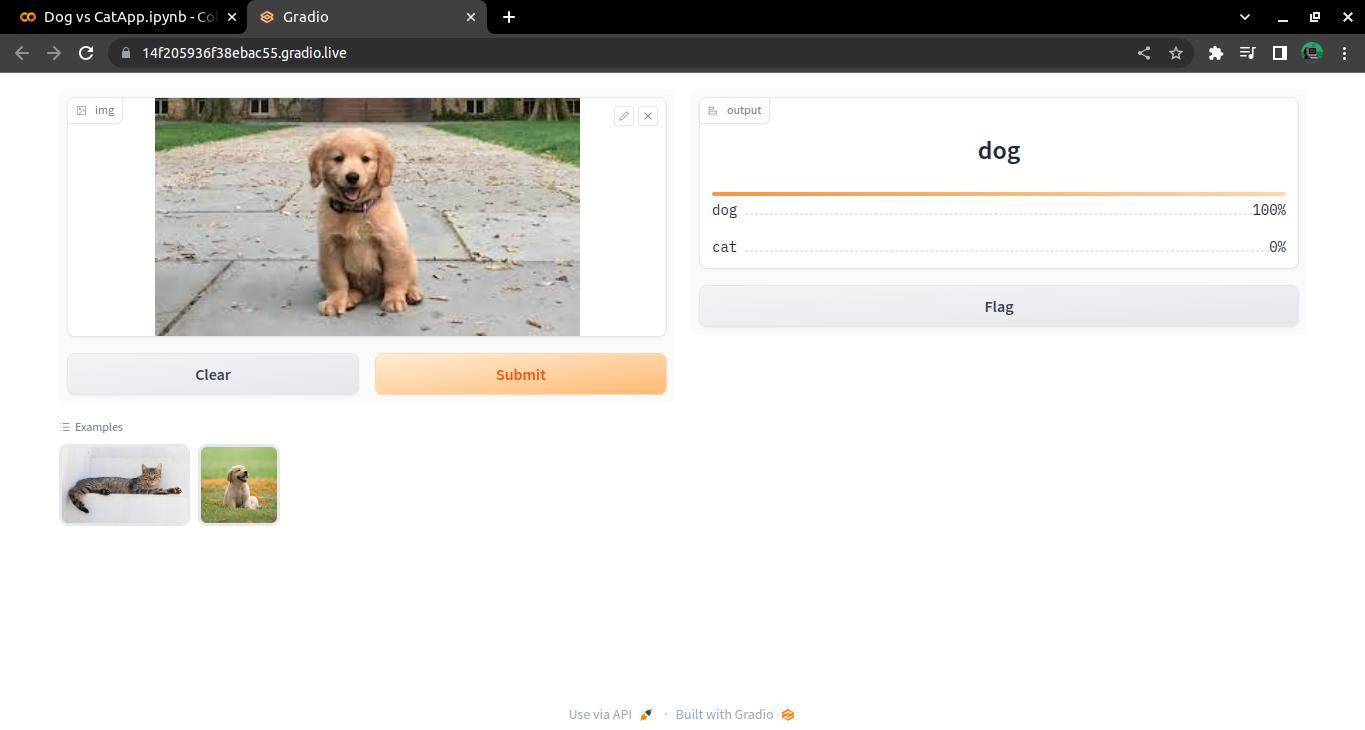 Dog vs CatApp.ipynb - Co
Gradio
14f205936f38ebac55.gradio.live
img
output
dog
dog 100%
cat 0%
Flag
Clear
Submit
Examples
Use via API · Built with Gradio